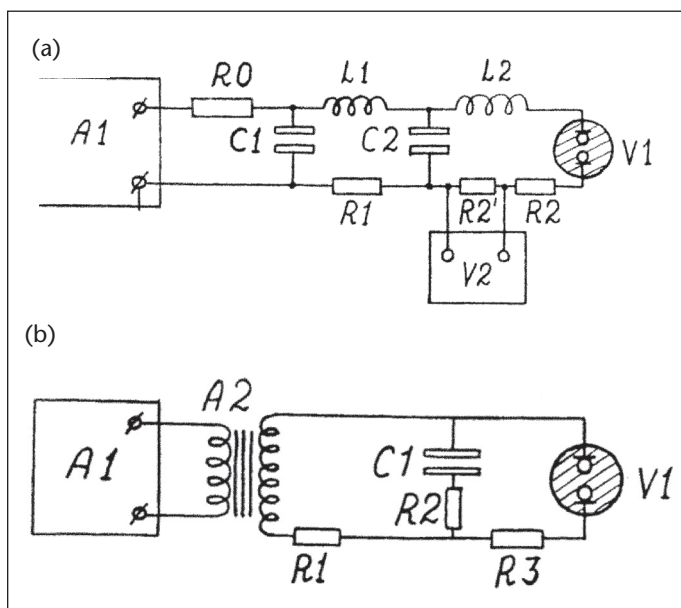 (a)
R0 L1 L2
A1 C1 C2 V1
R1 R2' R2
V2
(b)
A2
A1 C1 V1
R2
R1 R3